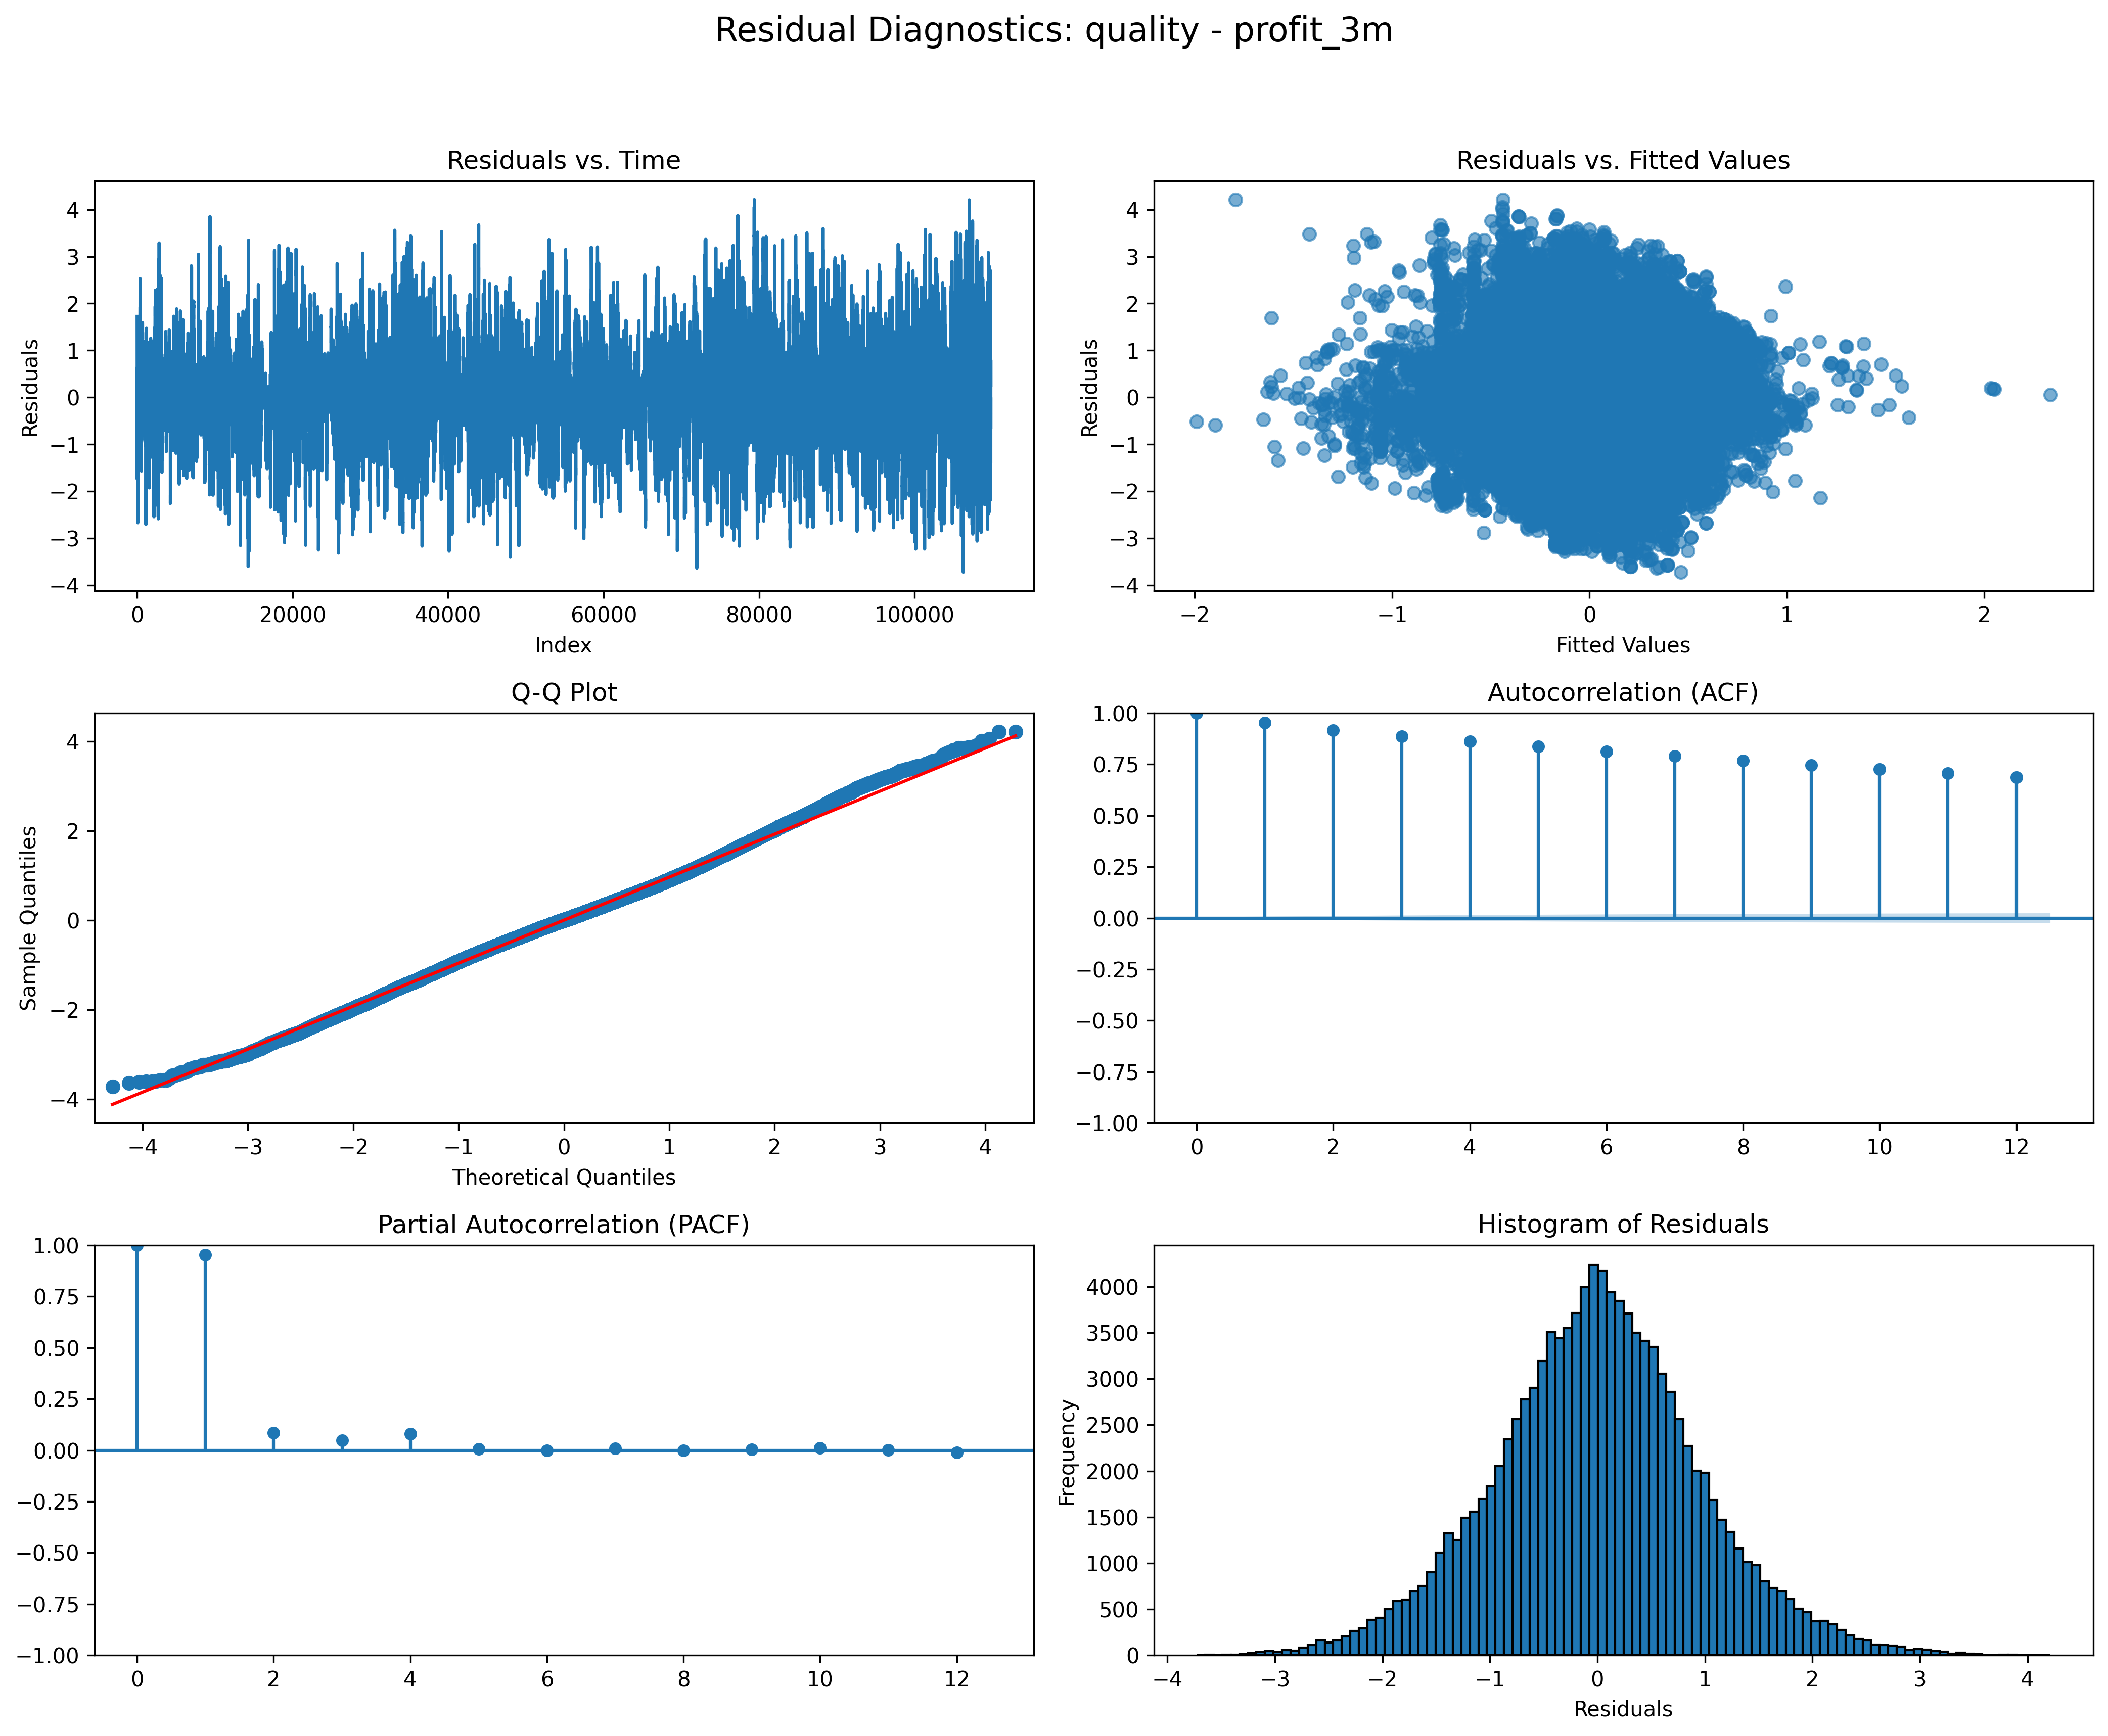 Residual Diagnostics: quality - profit_3m
Residuals vs. Time
Residuals
4
3
2
1
0
−1
−2
−3
−4
0 20000 40000 60000 80000 100000
Index
Residuals vs. Fitted Values
Residuals
4
3
2
1
0
−1
−2
−3
−4
−2 −1 0 1 2
Fitted Values
Q-Q Plot
Sample Quantiles
4
2
0
−2
−4
−4 −3 −2 −1 0 1 2 3 4
Theoretical Quantiles
Autocorrelation (ACF)
1.00
0.75
0.50
0.25
0.00
−0.25
−0.50
−0.75
−1.00
0 2 4 6 8 10 12
Partial Autocorrelation (PACF)
1.00
0.75
0.50
0.25
0.00
−0.25
−0.50
−0.75
−1.00
0 2 4 6 8 10 12
Histogram of Residuals
Frequency
4000
3500
3000
2500
2000
1500
1000
500
0
−4 −3 −2 −1 0 1 2 3 4
Residuals